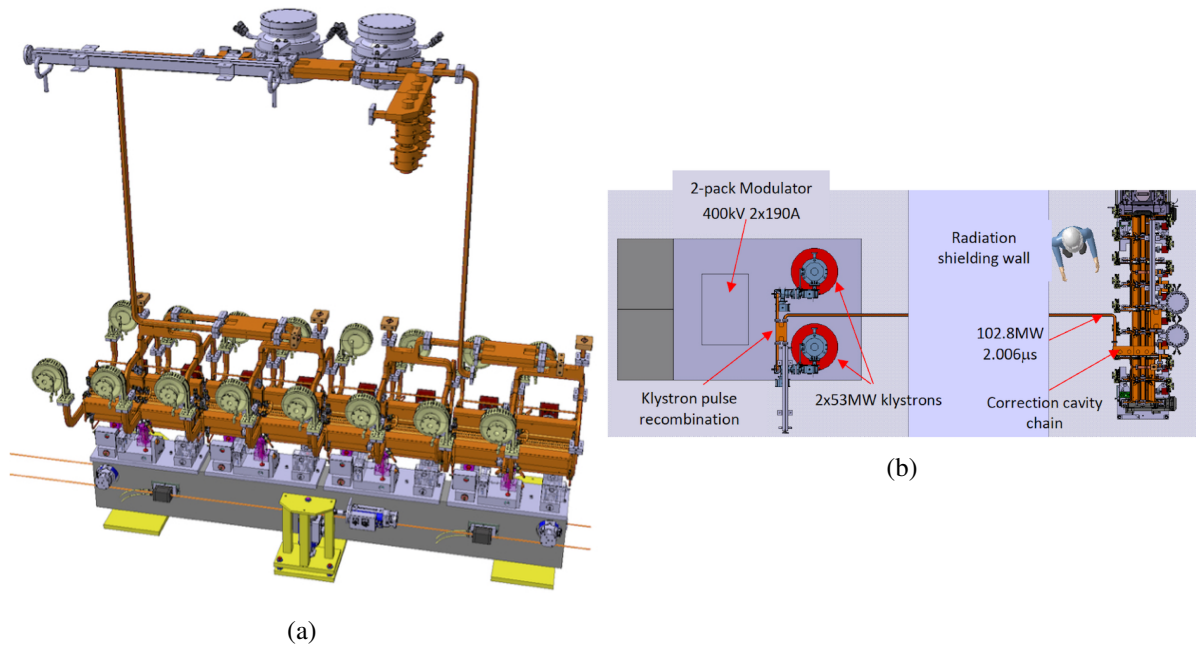 2-pack Modulator
400kV 2x190A
Radiation
shielding wall
102.8MW
2.006µs
Klystron pulse
recombination
2x53MW klystrons
Correction cavity
chain
(b)
(a)